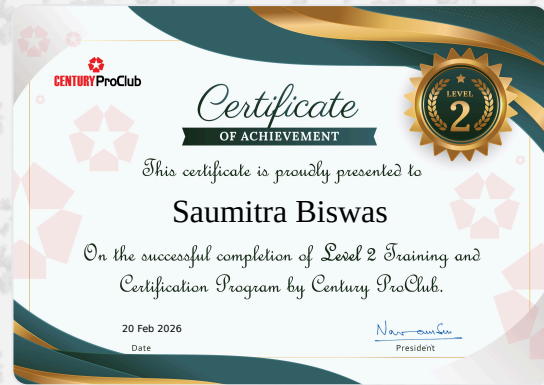 CENTURY ProClub
LEVEL
2
Certificate
OF ACHIEVEMENT
This certificate is proudly presented to
Saumitra Biswas
On the successful completion of Level 2 Training and
Certification Program by Century ProClub.
20 Feb 2026
Date
President